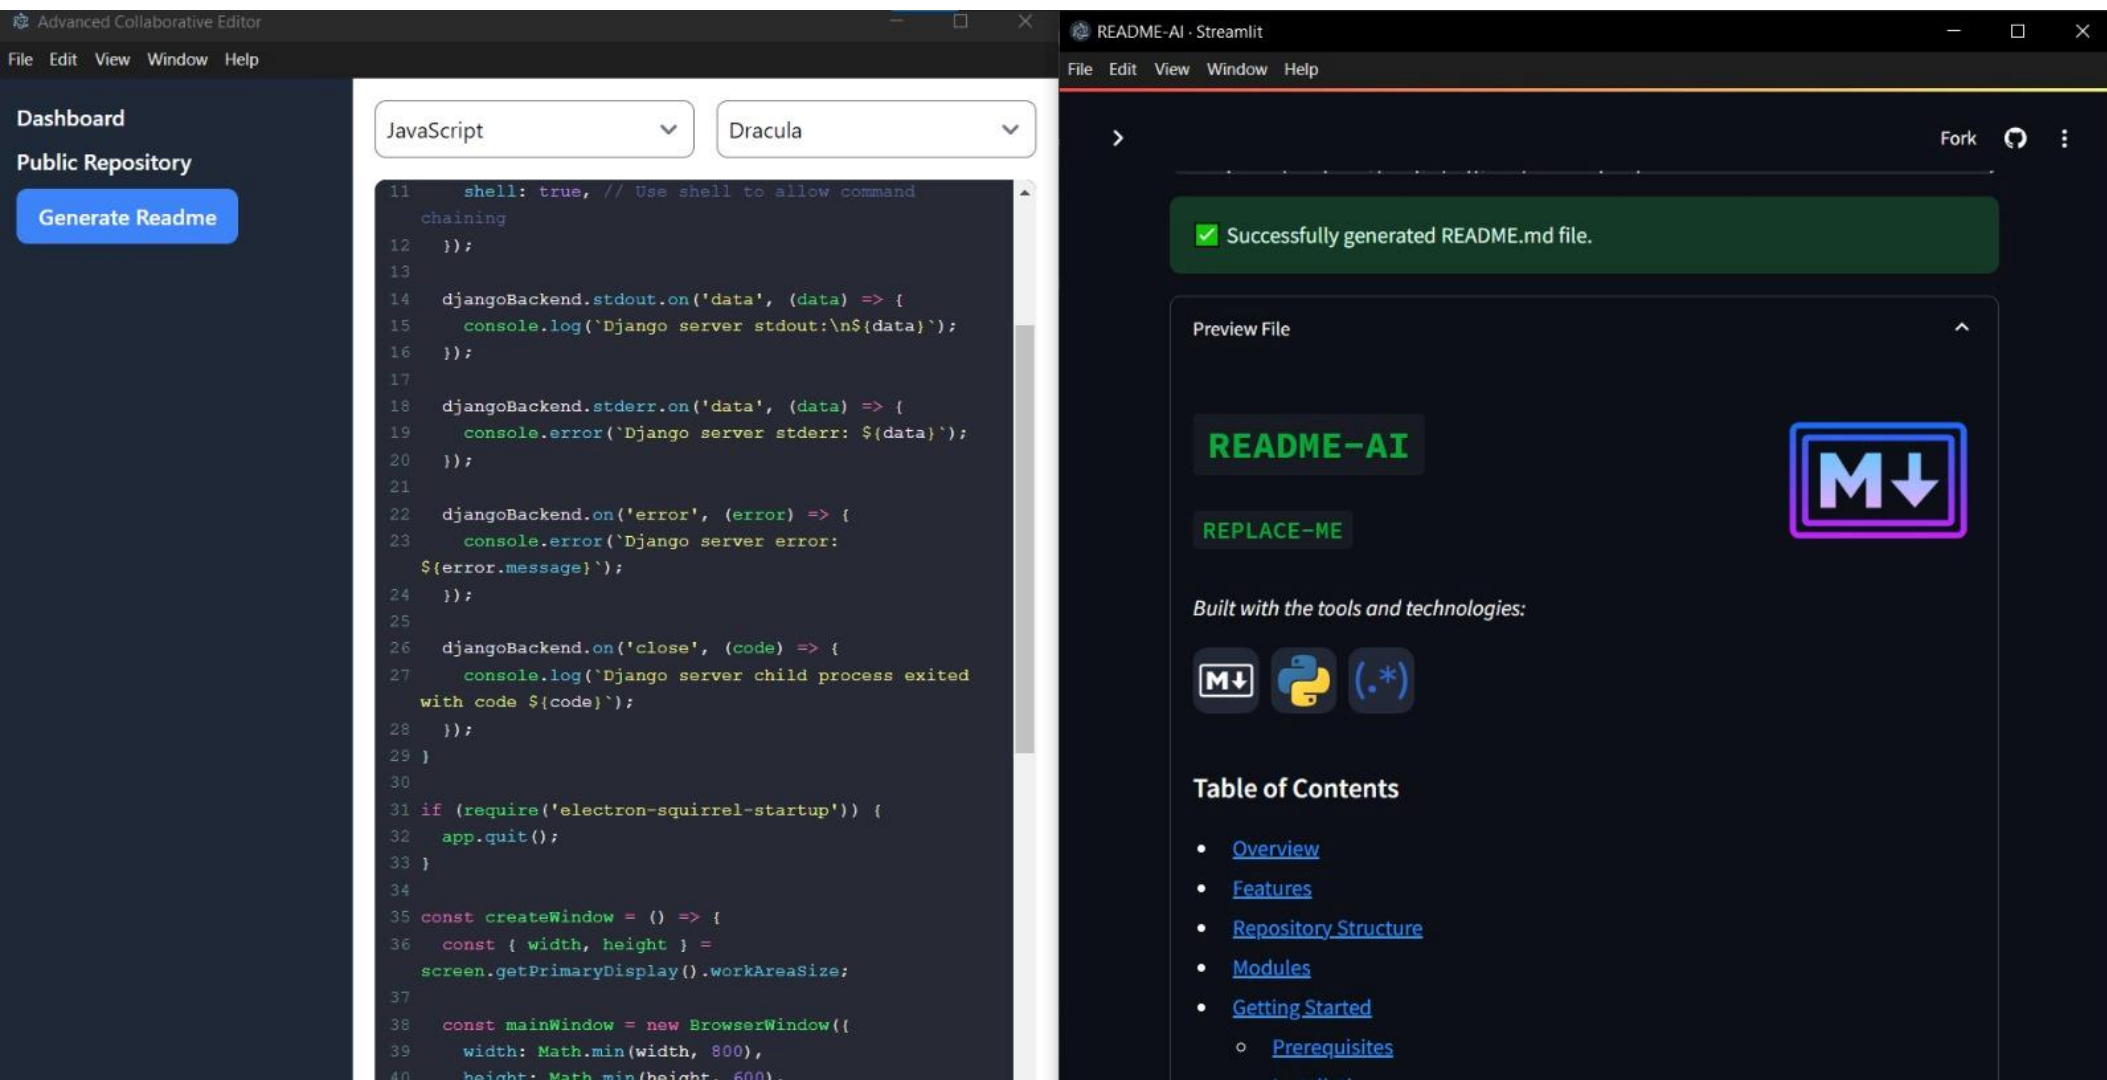 Advanced Collaborative Editor
File Edit View Window Help
Dashboard
Public Repository
Generate Readme
JavaScript
Dracula
11 shell: true, // Use shell to allow command
chaining
12 });
13
14 djangoBackend.stdout.on('data', (data) => {
15 console.log(`Django server stdout:\n${data}`);
16 });
17
18 djangoBackend.stderr.on('data', (data) => {
19 console.error(`Django server stderr: ${data}`);
20 });
21
22 djangoBackend.on('error', (error) => {
23 console.error(`Django server error:
${error.message}`);
24 });
25
26 djangoBackend.on('close', (code) => {
27 console.log(`Django server child process exited
with code ${code}`);
28 });
29 }
30
31 if (require('electron-squirrel-startup')) {
32 app.quit();
33 }
34
35 const createWindow = () => {
36 const { width, height } =
screen.getPrimaryDisplay().workAreaSize;
37
38 const mainWindow = new BrowserWindow({
39 width: Math.min(width, 800),
40 height: Math.min(height, 600),
README-AI · Streamlit
File Edit View Window Help
Fork
Successfully generated README.md file.
Preview File
README-AI
M
REPLACE-ME
Built with the tools and technologies:
M (.*)
Table of Contents
Overview
Features
Repository Structure
Modules
Getting Started
Prerequisites